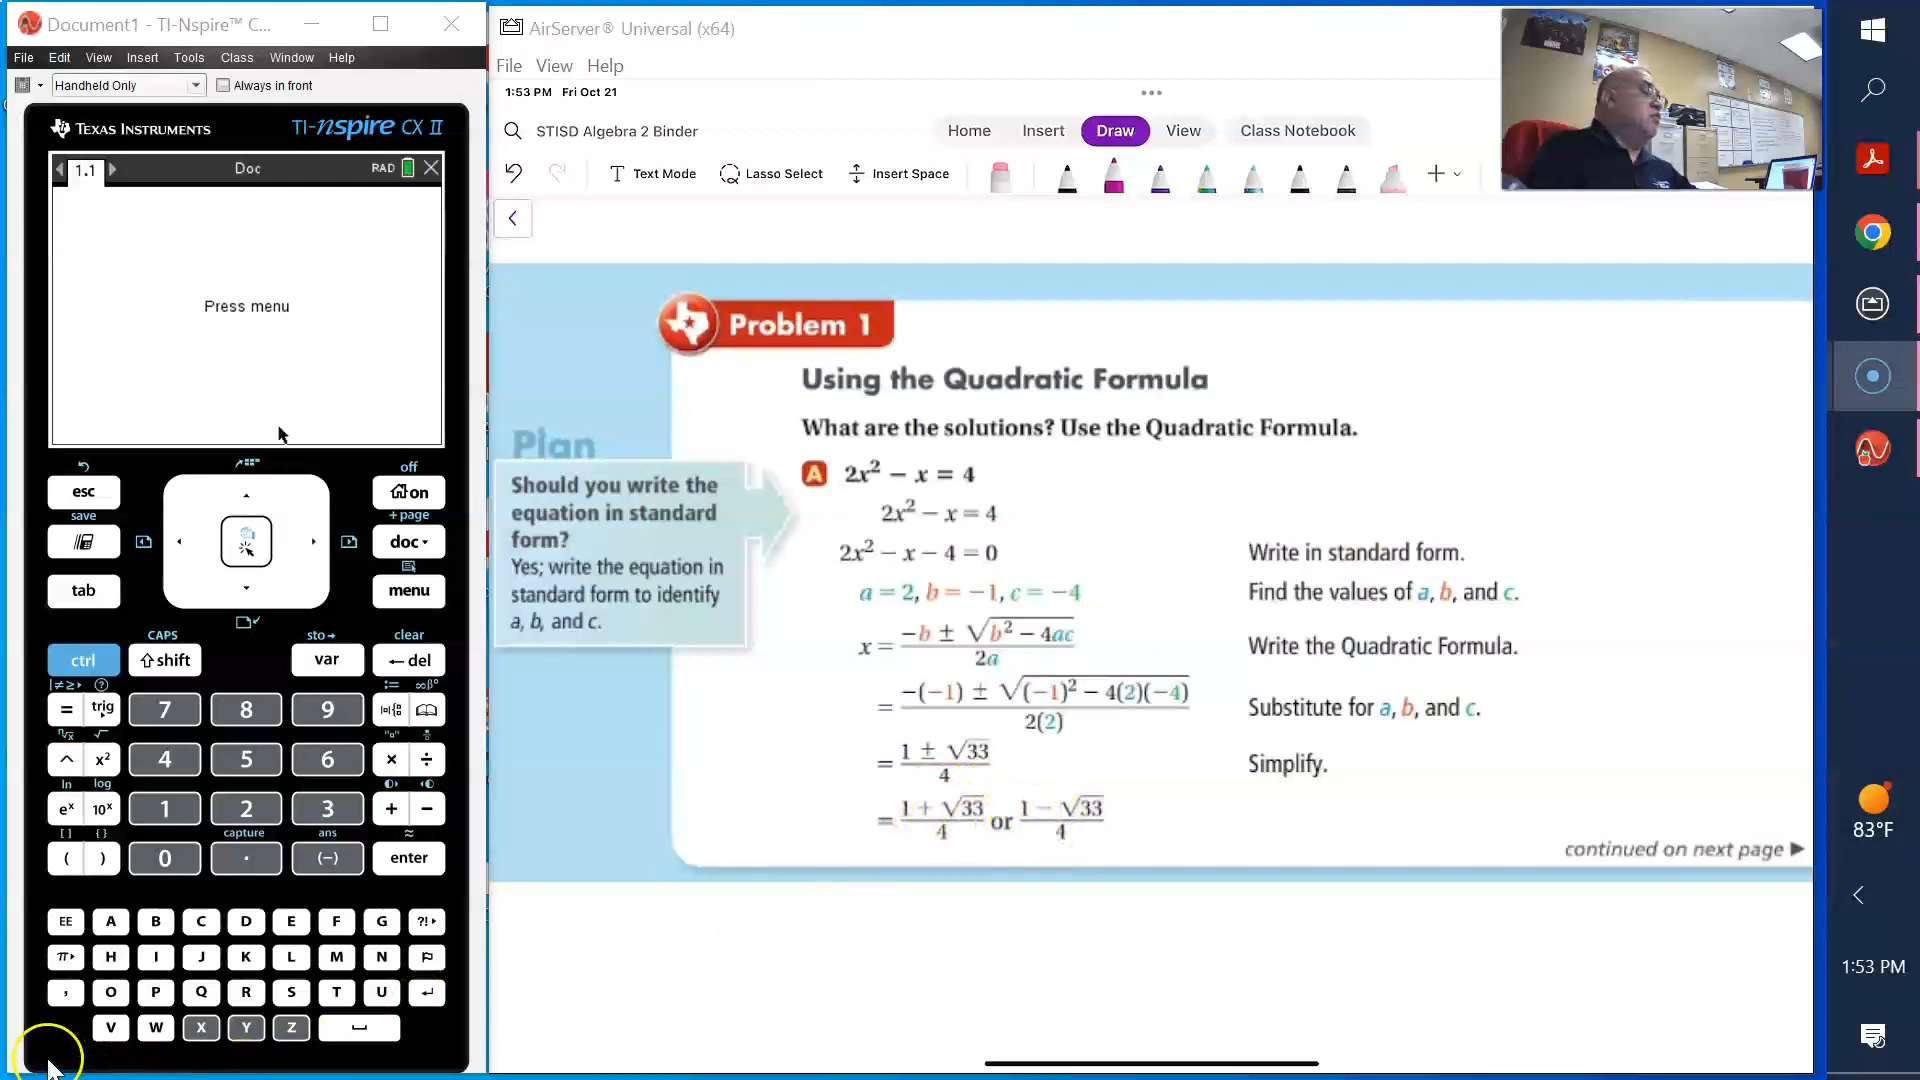 Document1 - TI-Nspire™ C...
File Edit View Insert Tools Class Window Help
Handheld Only
Always in front
TEXAS INSTRUMENTS
TI-nspire CX II
1.1
Doc
RAD
Press menu
off
esc
on
save
+ page
doc
tab
menu
CAPS
sto→
clear
ctrl
shift
var
← del
= trig 7 8 9
^ x² 4 5 6 × ÷
ln log
eˣ 10ˣ 1 2 3 + −
[ ] { } capture ans ≈
( ) 0 . (−) enter
EE A B C D E F G ?!▸
π▸ H I J K L M N
, O P Q R S T U ↵
V W X Y Z
AirServer® Universal (x64)
File View Help
1:53 PM Fri Oct 21
STISD Algebra 2 Binder
Home Insert Draw View Class Notebook
Text Mode
Lasso Select
Insert Space
Problem 1
Using the Quadratic Formula
What are the solutions? Use the Quadratic Formula.
Plan
Should you write the
equation in standard
form?
Yes; write the equation in
standard form to identify
a, b, and c.
A 2x² − x = 4
2x² − x = 4
2x² − x − 4 = 0 Write in standard form.
a = 2, b = −1, c = −4 Find the values of a, b, and c.
x = (−b ± √(b² − 4ac)) / 2a Write the Quadratic Formula.
= (−(−1) ± √((−1)² − 4(2)(−4))) / 2(2) Substitute for a, b, and c.
= (1 ± √33) / 4 Simplify.
= (1 + √33) / 4 or (1 − √33) / 4
continued on next page ▶
83°F
1:53 PM